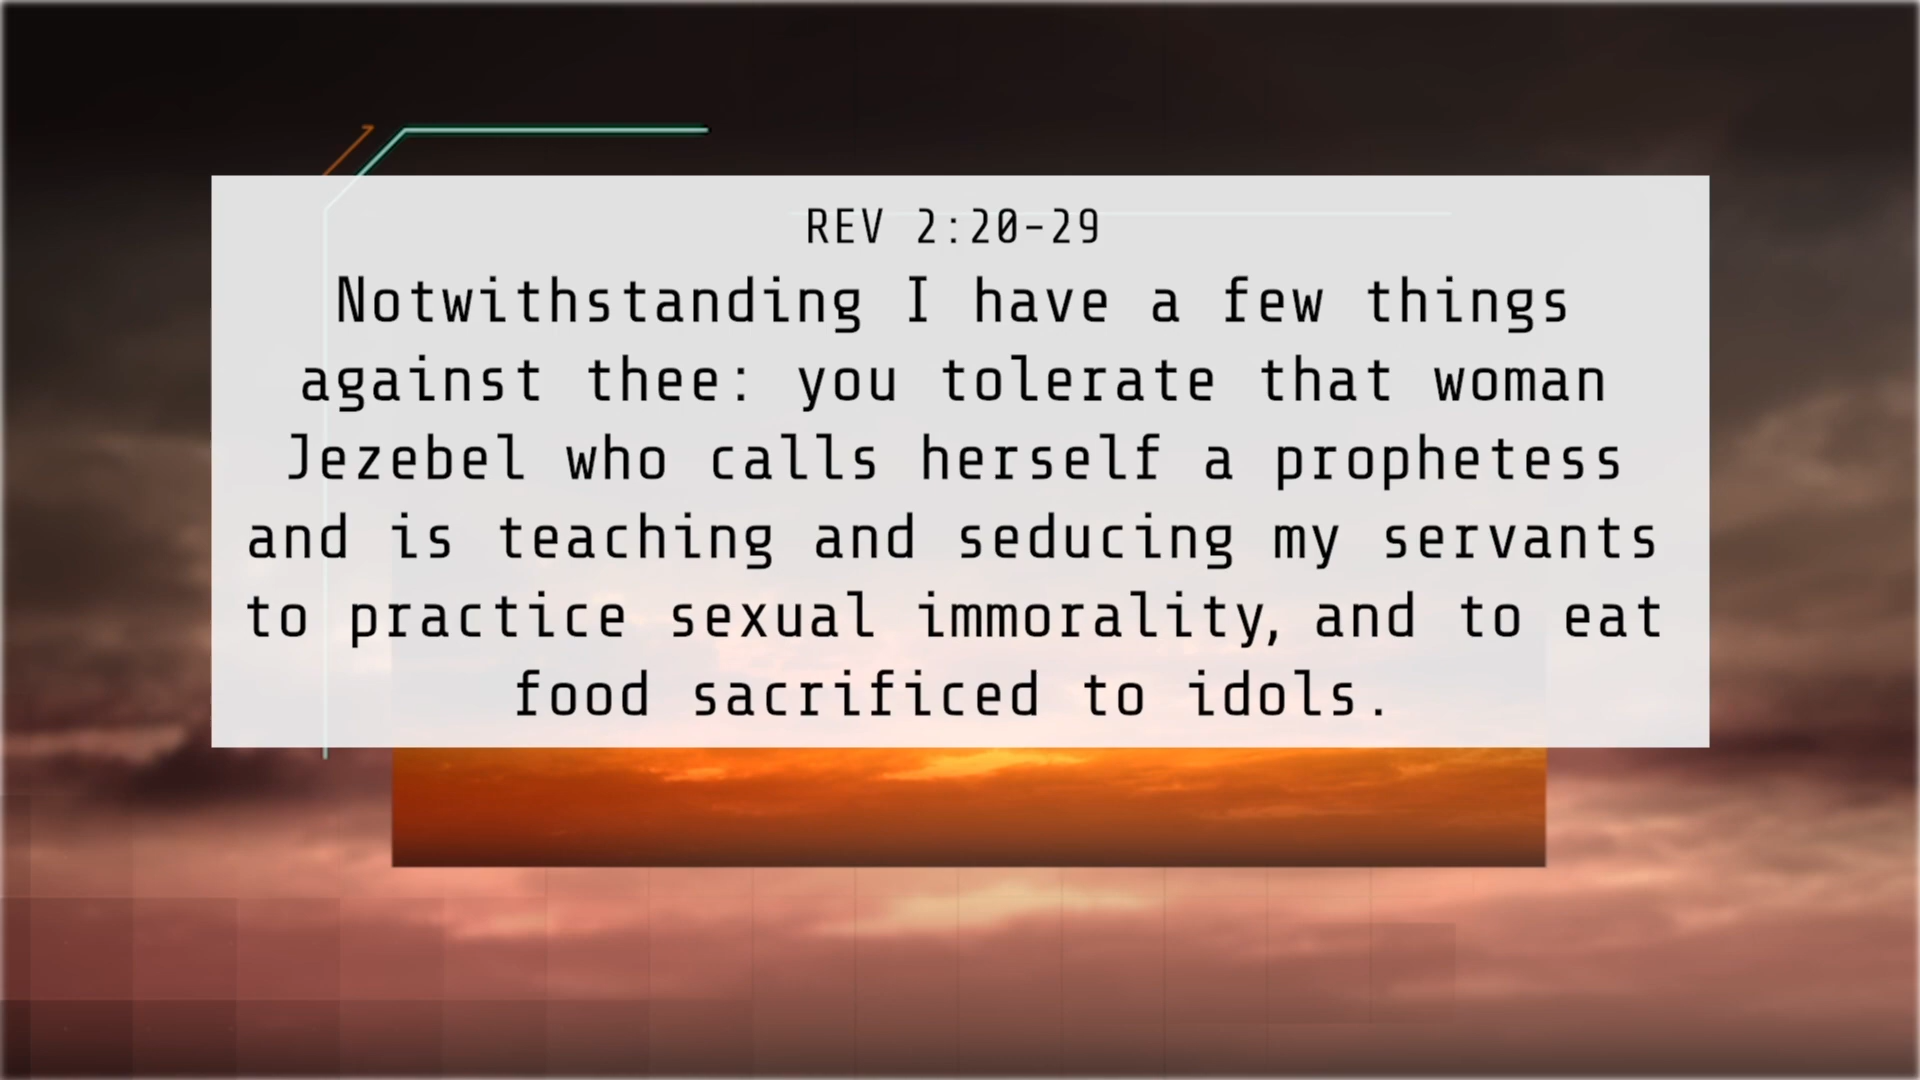 REV 2:20-29
Notwithstanding I have a few things
against thee: you tolerate that woman
Jezebel who calls herself a prophetess
and is teaching and seducing my servants
to practice sexual immorality, and to eat
food sacrificed to idols.